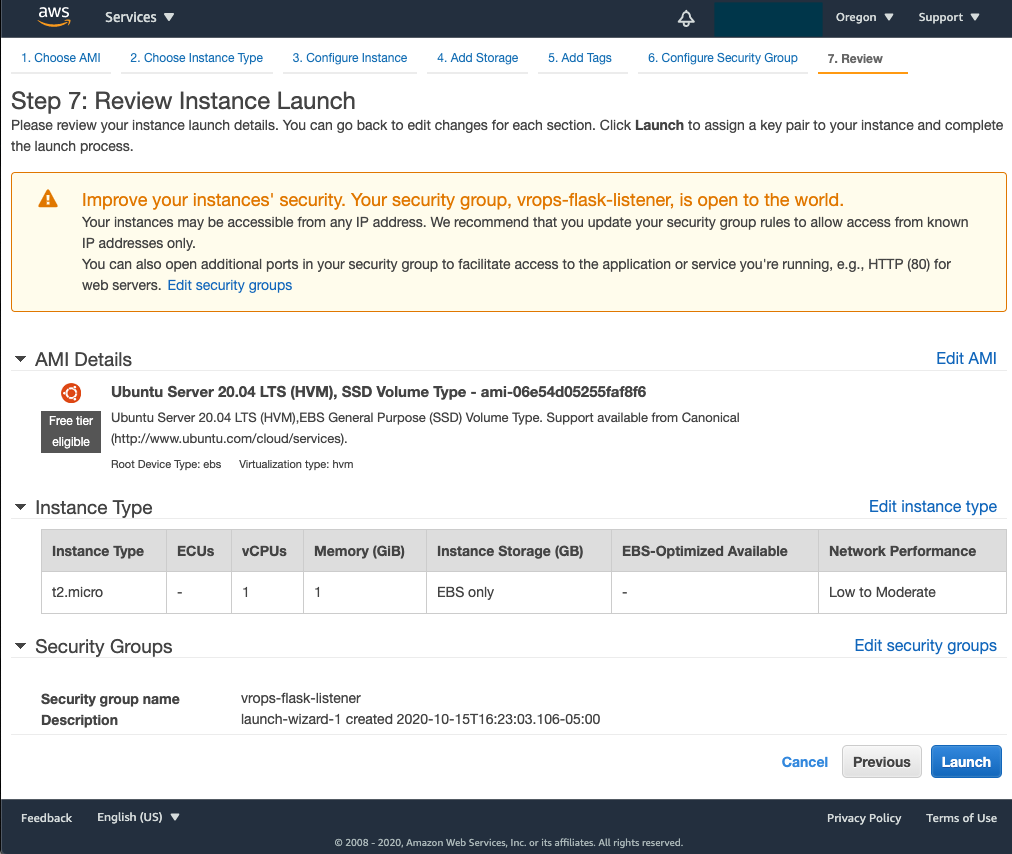 aws Services Oregon Support
1. Choose AMI 2. Choose Instance Type 3. Configure Instance 4. Add Storage 5. Add Tags 6. Configure Security Group 7. Review
Step 7: Review Instance Launch
Please review your instance launch details. You can go back to edit changes for each section. Click Launch to assign a key pair to your instance and complete
the launch process.
Improve your instances' security. Your security group, vrops-flask-listener, is open to the world.
Your instances may be accessible from any IP address. We recommend that you update your security group rules to allow access from known
IP addresses only.
You can also open additional ports in your security group to facilitate access to the application or service you're running, e.g., HTTP (80) for
web servers. Edit security groups
AMI Details Edit AMI
Ubuntu Server 20.04 LTS (HVM), SSD Volume Type - ami-06e54d05255faf8f6
Free tier
eligible
Ubuntu Server 20.04 LTS (HVM),EBS General Purpose (SSD) Volume Type. Support available from Canonical
(http://www.ubuntu.com/cloud/services).
Root Device Type: ebs Virtualization type: hvm
Instance Type Edit instance type
Instance Type ECUs vCPUs Memory (GiB) Instance Storage (GB) EBS-Optimized Available Network Performance
t2.micro - 1 1 EBS only - Low to Moderate
Security Groups Edit security groups
Security group name vrops-flask-listener
Description launch-wizard-1 created 2020-10-15T16:23:03.106-05:00
Cancel Previous Launch
Feedback English (US) Privacy Policy Terms of Use
© 2008 - 2020, Amazon Web Services, Inc. or its affiliates. All rights reserved.